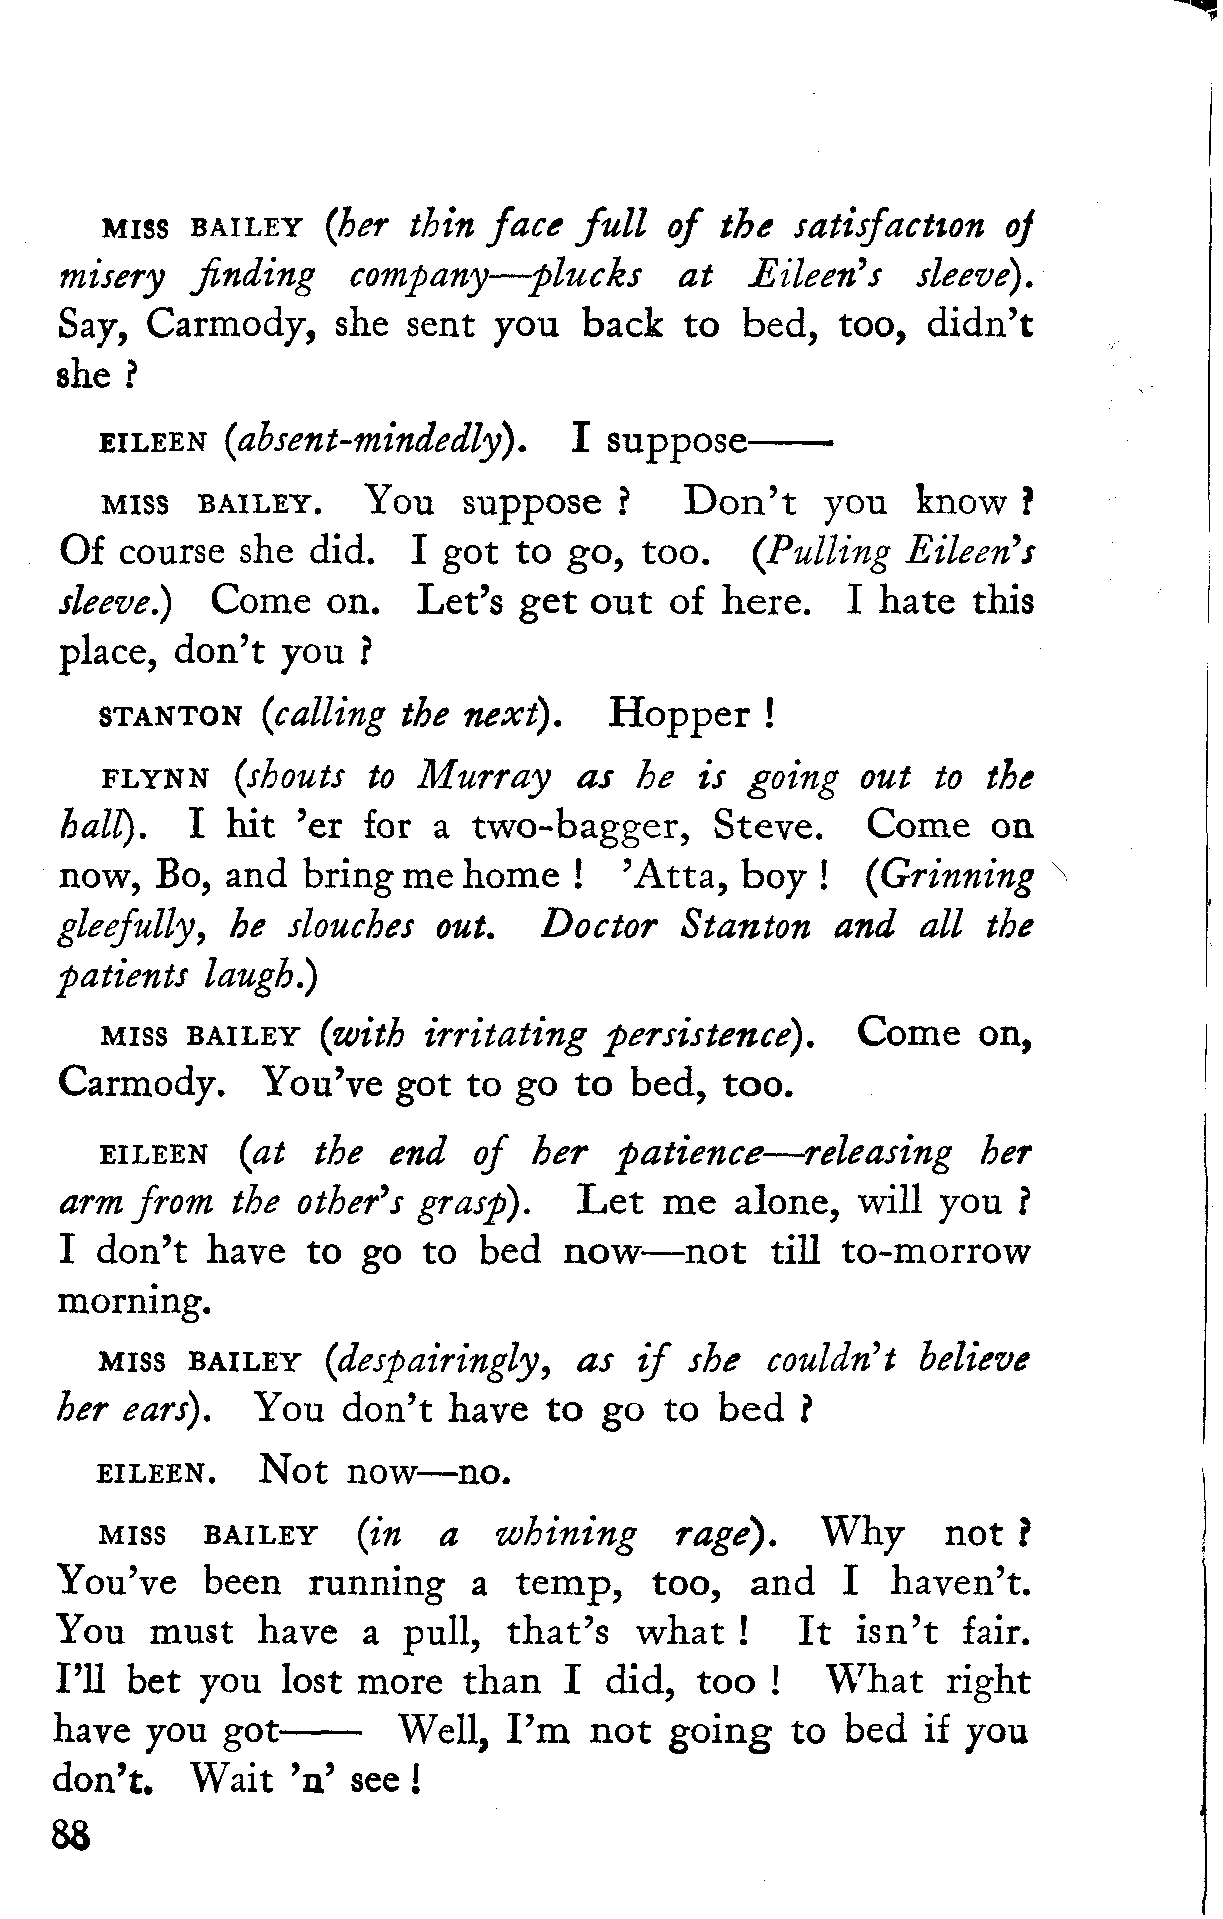 MISS BAILEY (her thin face full of the satisfaction of
misery finding company—plucks at Eileen's sleeve).
Say, Carmody, she sent you back to bed, too, didn't
she ?
EILEEN (absent-mindedly). I suppose——
MISS BAILEY. You suppose ? Don't you know ?
Of course she did. I got to go, too. (Pulling Eileen's
sleeve.) Come on. Let's get out of here. I hate this
place, don't you ?
STANTON (calling the next). Hopper !
FLYNN (shouts to Murray as he is going out to the
hall). I hit 'er for a two-bagger, Steve. Come on
now, Bo, and bring me home ! 'Atta, boy ! (Grinning
gleefully, he slouches out. Doctor Stanton and all the
patients laugh.)
MISS BAILEY (with irritating persistence). Come on,
Carmody. You've got to go to bed, too.
EILEEN (at the end of her patience—releasing her
arm from the other's grasp). Let me alone, will you ?
I don't have to go to bed now—not till to-morrow
morning.
MISS BAILEY (despairingly, as if she couldn't believe
her ears). You don't have to go to bed ?
EILEEN. Not now—no.
MISS BAILEY (in a whining rage). Why not ?
You've been running a temp, too, and I haven't.
You must have a pull, that's what ! It isn't fair.
I'll bet you lost more than I did, too ! What right
have you got—— Well, I'm not going to bed if you
don't. Wait 'n' see !
88